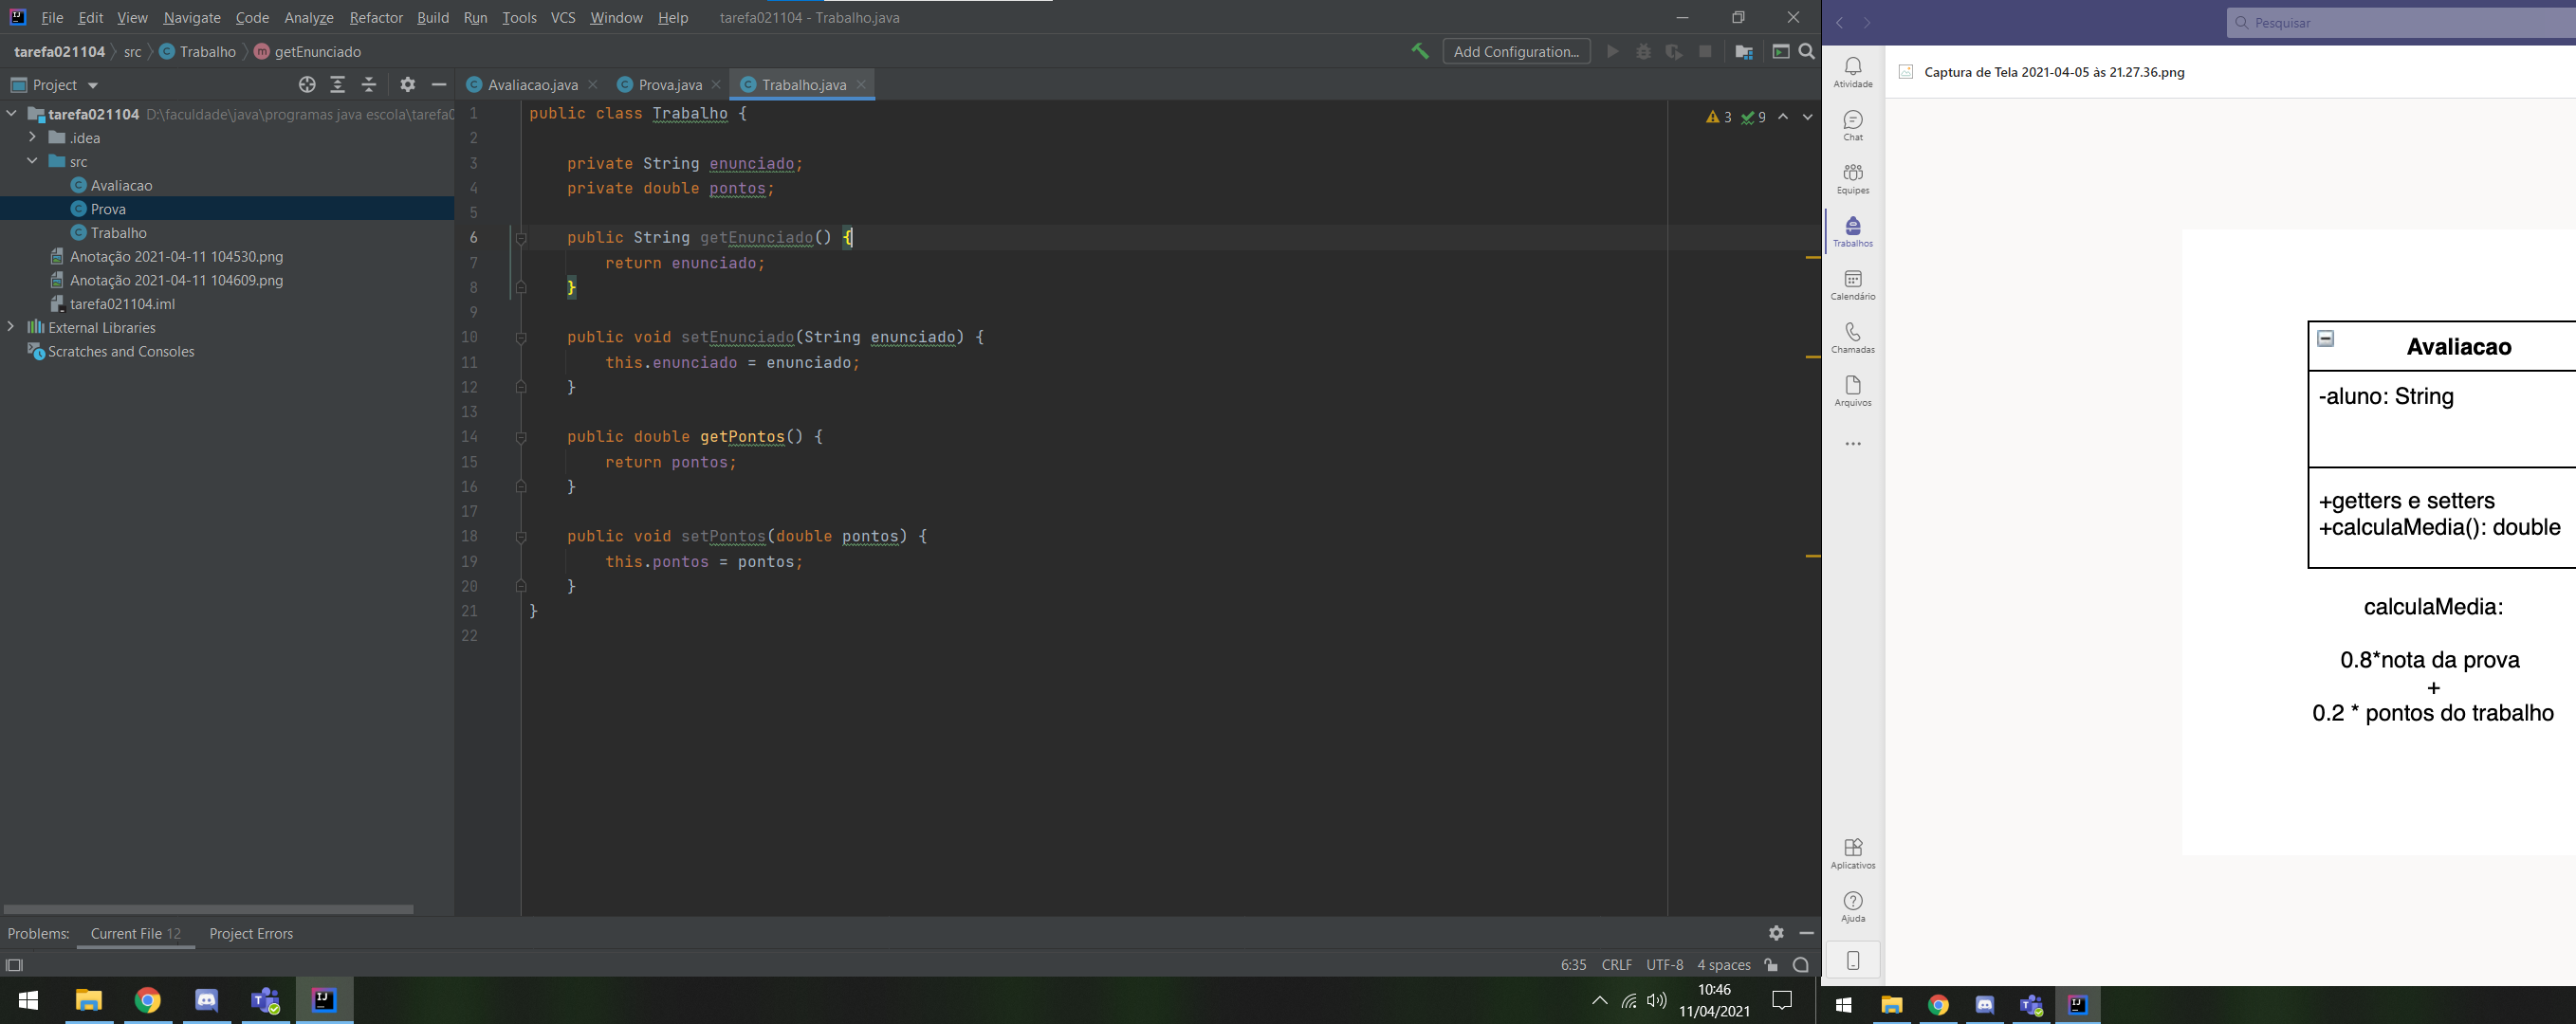 File Edit View Navigate Code Analyze Refactor Build Run Tools VCS Window Help tarefa021104 - Trabalho.java
tarefa021104 src Trabalho getEnunciado
Add Configuration...
Project
Avaliacao.java Prova.java Trabalho.java
tarefa021104 D:\faculdade\java\programas java escola\tarefa0
.idea
src
Avaliacao
Prova
Trabalho
Anotação 2021-04-11 104530.png
Anotação 2021-04-11 104609.png
tarefa021104.iml
External Libraries
Scratches and Consoles
3 9
1 public class Trabalho {
2
3 private String enunciado;
4 private double pontos;
5
6 public String getEnunciado() {
7 return enunciado;
8 }
9
10 public void setEnunciado(String enunciado) {
11 this.enunciado = enunciado;
12 }
13
14 public double getPontos() {
15 return pontos;
16 }
17
18 public void setPontos(double pontos) {
19 this.pontos = pontos;
20 }
21 }
22
Problems: Current File 12 Project Errors
6:35 CRLF UTF-8 4 spaces
10:46
11/04/2021
Pesquisar
Captura de Tela 2021-04-05 às 21.27.36.png
Atividade
Chat
Equipes
Trabalhos
Calendário
Chamadas
Arquivos
Aplicativos
Ajuda
Avaliacao
-aluno: String
+getters e setters
+calculaMedia(): double
calculaMedia:
0.8*nota da prova
+
0.2 * pontos do trabalho